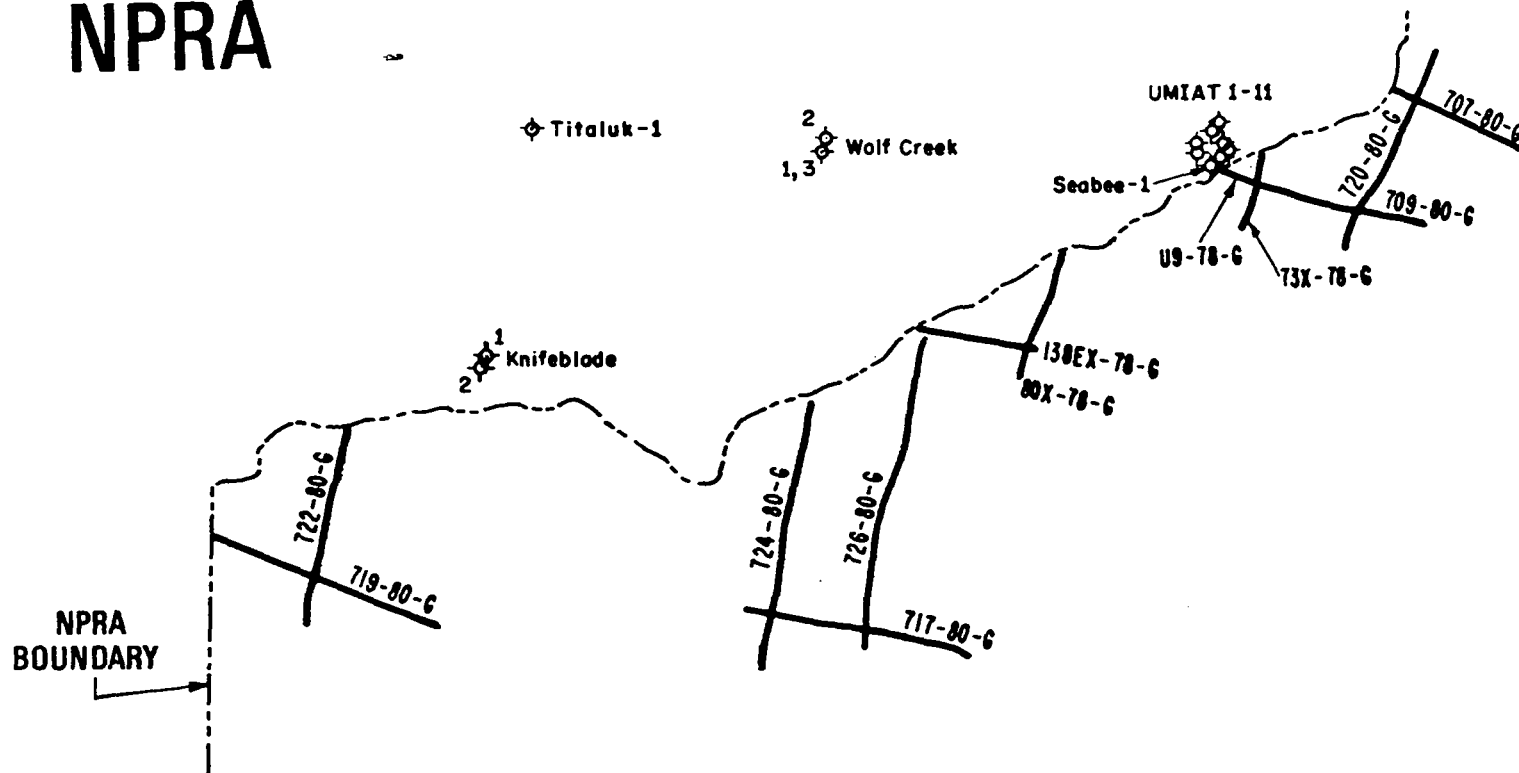 NPRA
UMIAT 1-11
707-80-G
Titaluk-1
2
Wolf Creek
1,3
720-80-G
Seabee-1
709-80-G
U9-78-G
73X-78-G
1
Knifeblade
2
138EX-78-G
80X-78-G
722-80-G
724-80-G
726-80-G
719-80-G
717-80-G
NPRA
BOUNDARY